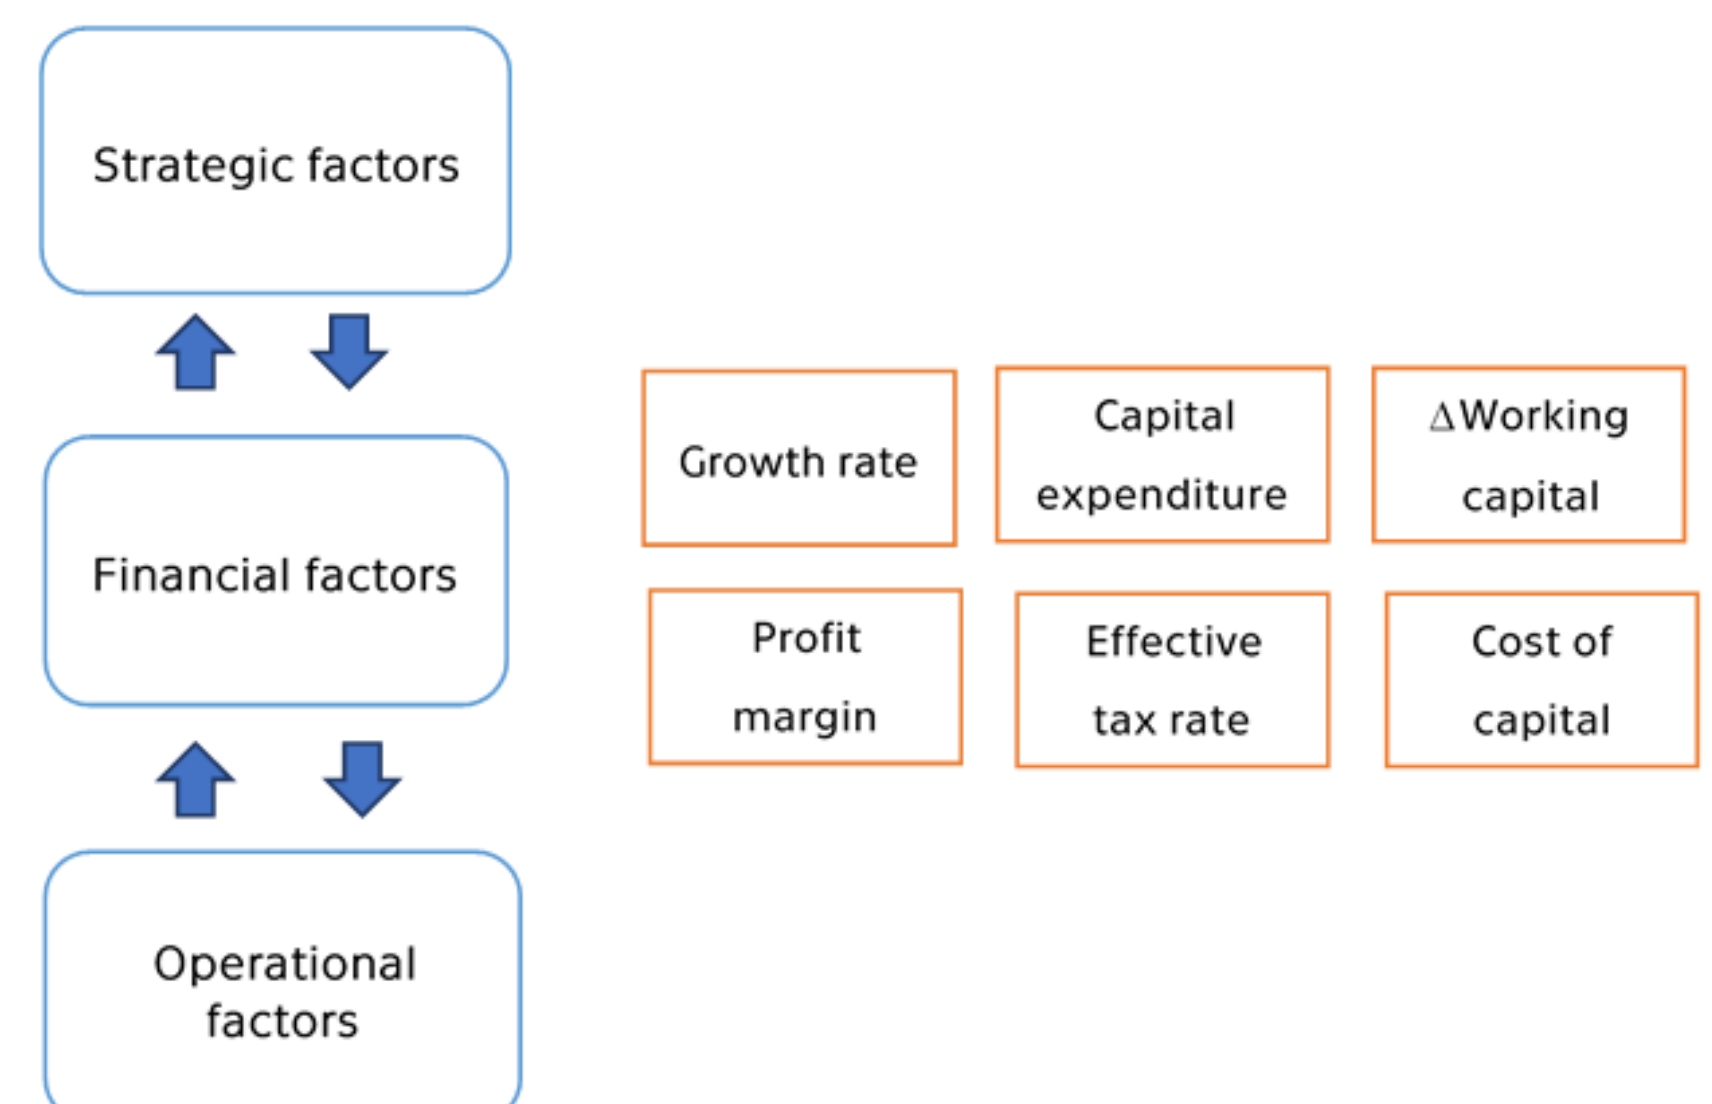 Strategic factors
Growth rate
Capital
expenditure
ΔWorking
capital
Financial factors
Profit
margin
Effective
tax rate
Cost of
capital
Operational
factors